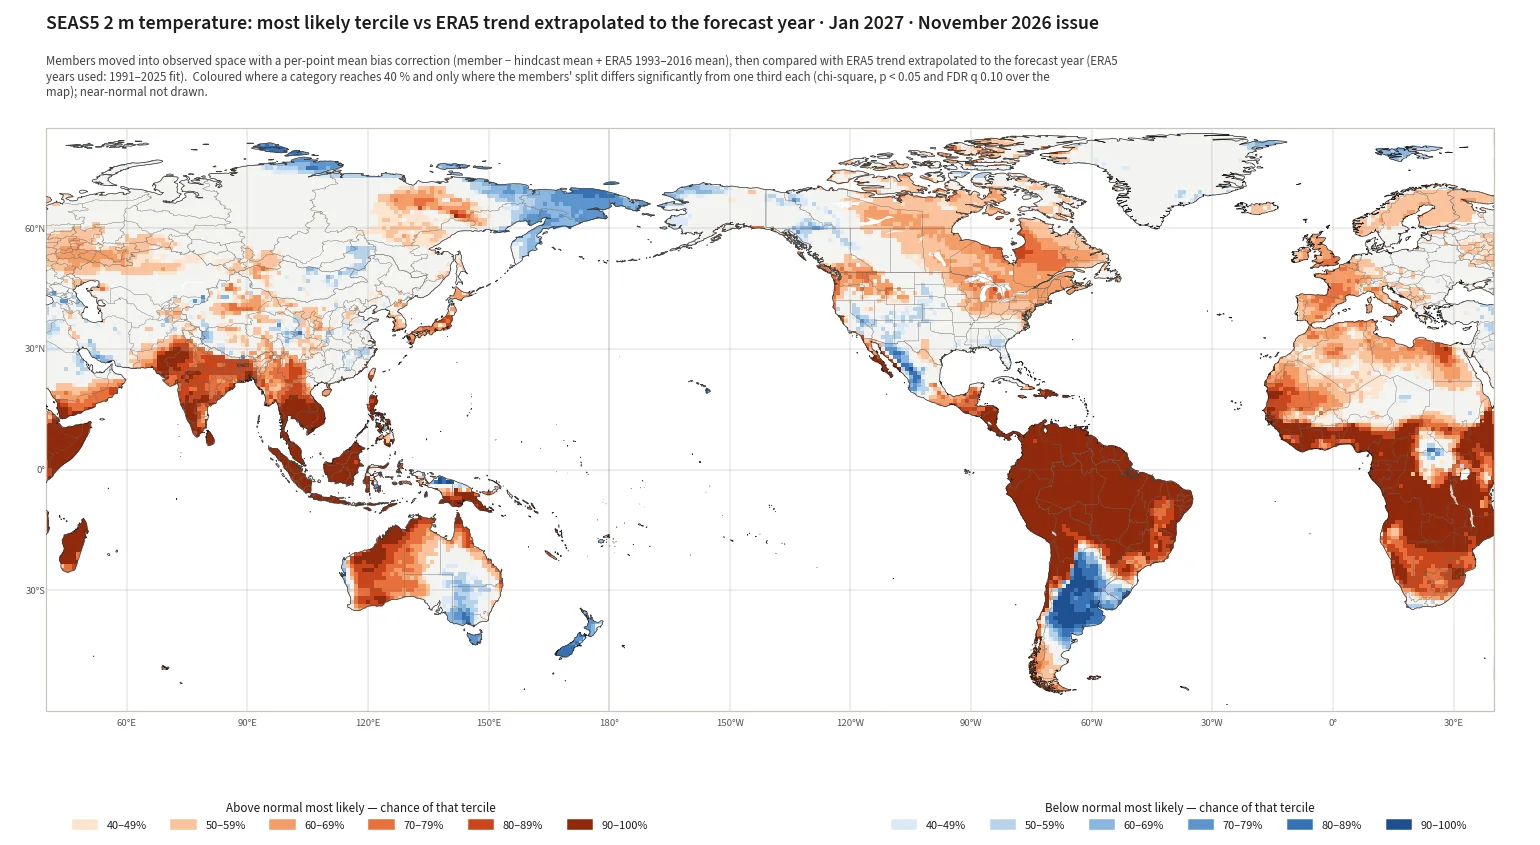 SEAS5 2 m temperature: most likely tercile vs ERA5 trend extrapolated to the forecast year · Jan 2027 · November 2026 issue
Members moved into observed space with a per-point mean bias correction (member − hindcast mean + ERA5 1993–2016 mean), then compared with ERA5 trend extrapolated to the forecast year (ERA5
years used: 1991–2025 fit).  Coloured where a category reaches 40 % and only where the members' split differs significantly from one third each (chi-square, p < 0.05 and FDR q 0.10 over the
map); near-normal not drawn.
60°N
30°N
0°
30°S
60°E 90°E 120°E 150°E 180° 150°W 120°W 90°W 60°W 30°W 0° 30°E
Above normal most likely — chance of that tercile
40–49% 50–59% 60–69% 70–79% 80–89% 90–100%
Below normal most likely — chance of that tercile
40–49% 50–59% 60–69% 70–79% 80–89% 90–100%